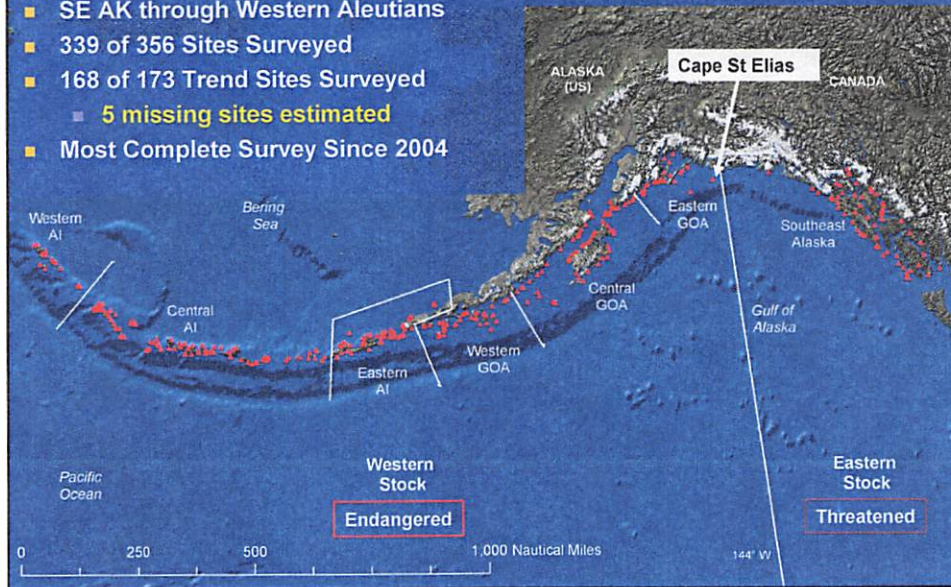 SE AK through Western Aleutians
339 of 356 Sites Surveyed
168 of 173 Trend Sites Surveyed
5 missing sites estimated
Most Complete Survey Since 2004
ALASKA
(US)
Cape St Elias
CANADA
Western
AI
Bering
Sea
Eastern
GOA
Southeast
Alaska
Central
AI
Central
GOA
Gulf of
Alaska
Western
GOA
Eastern
AI
Pacific
Ocean
Western
Stock
Endangered
Eastern
Stock
Threatened
0 250 500 1,000 Nautical Miles
144° W